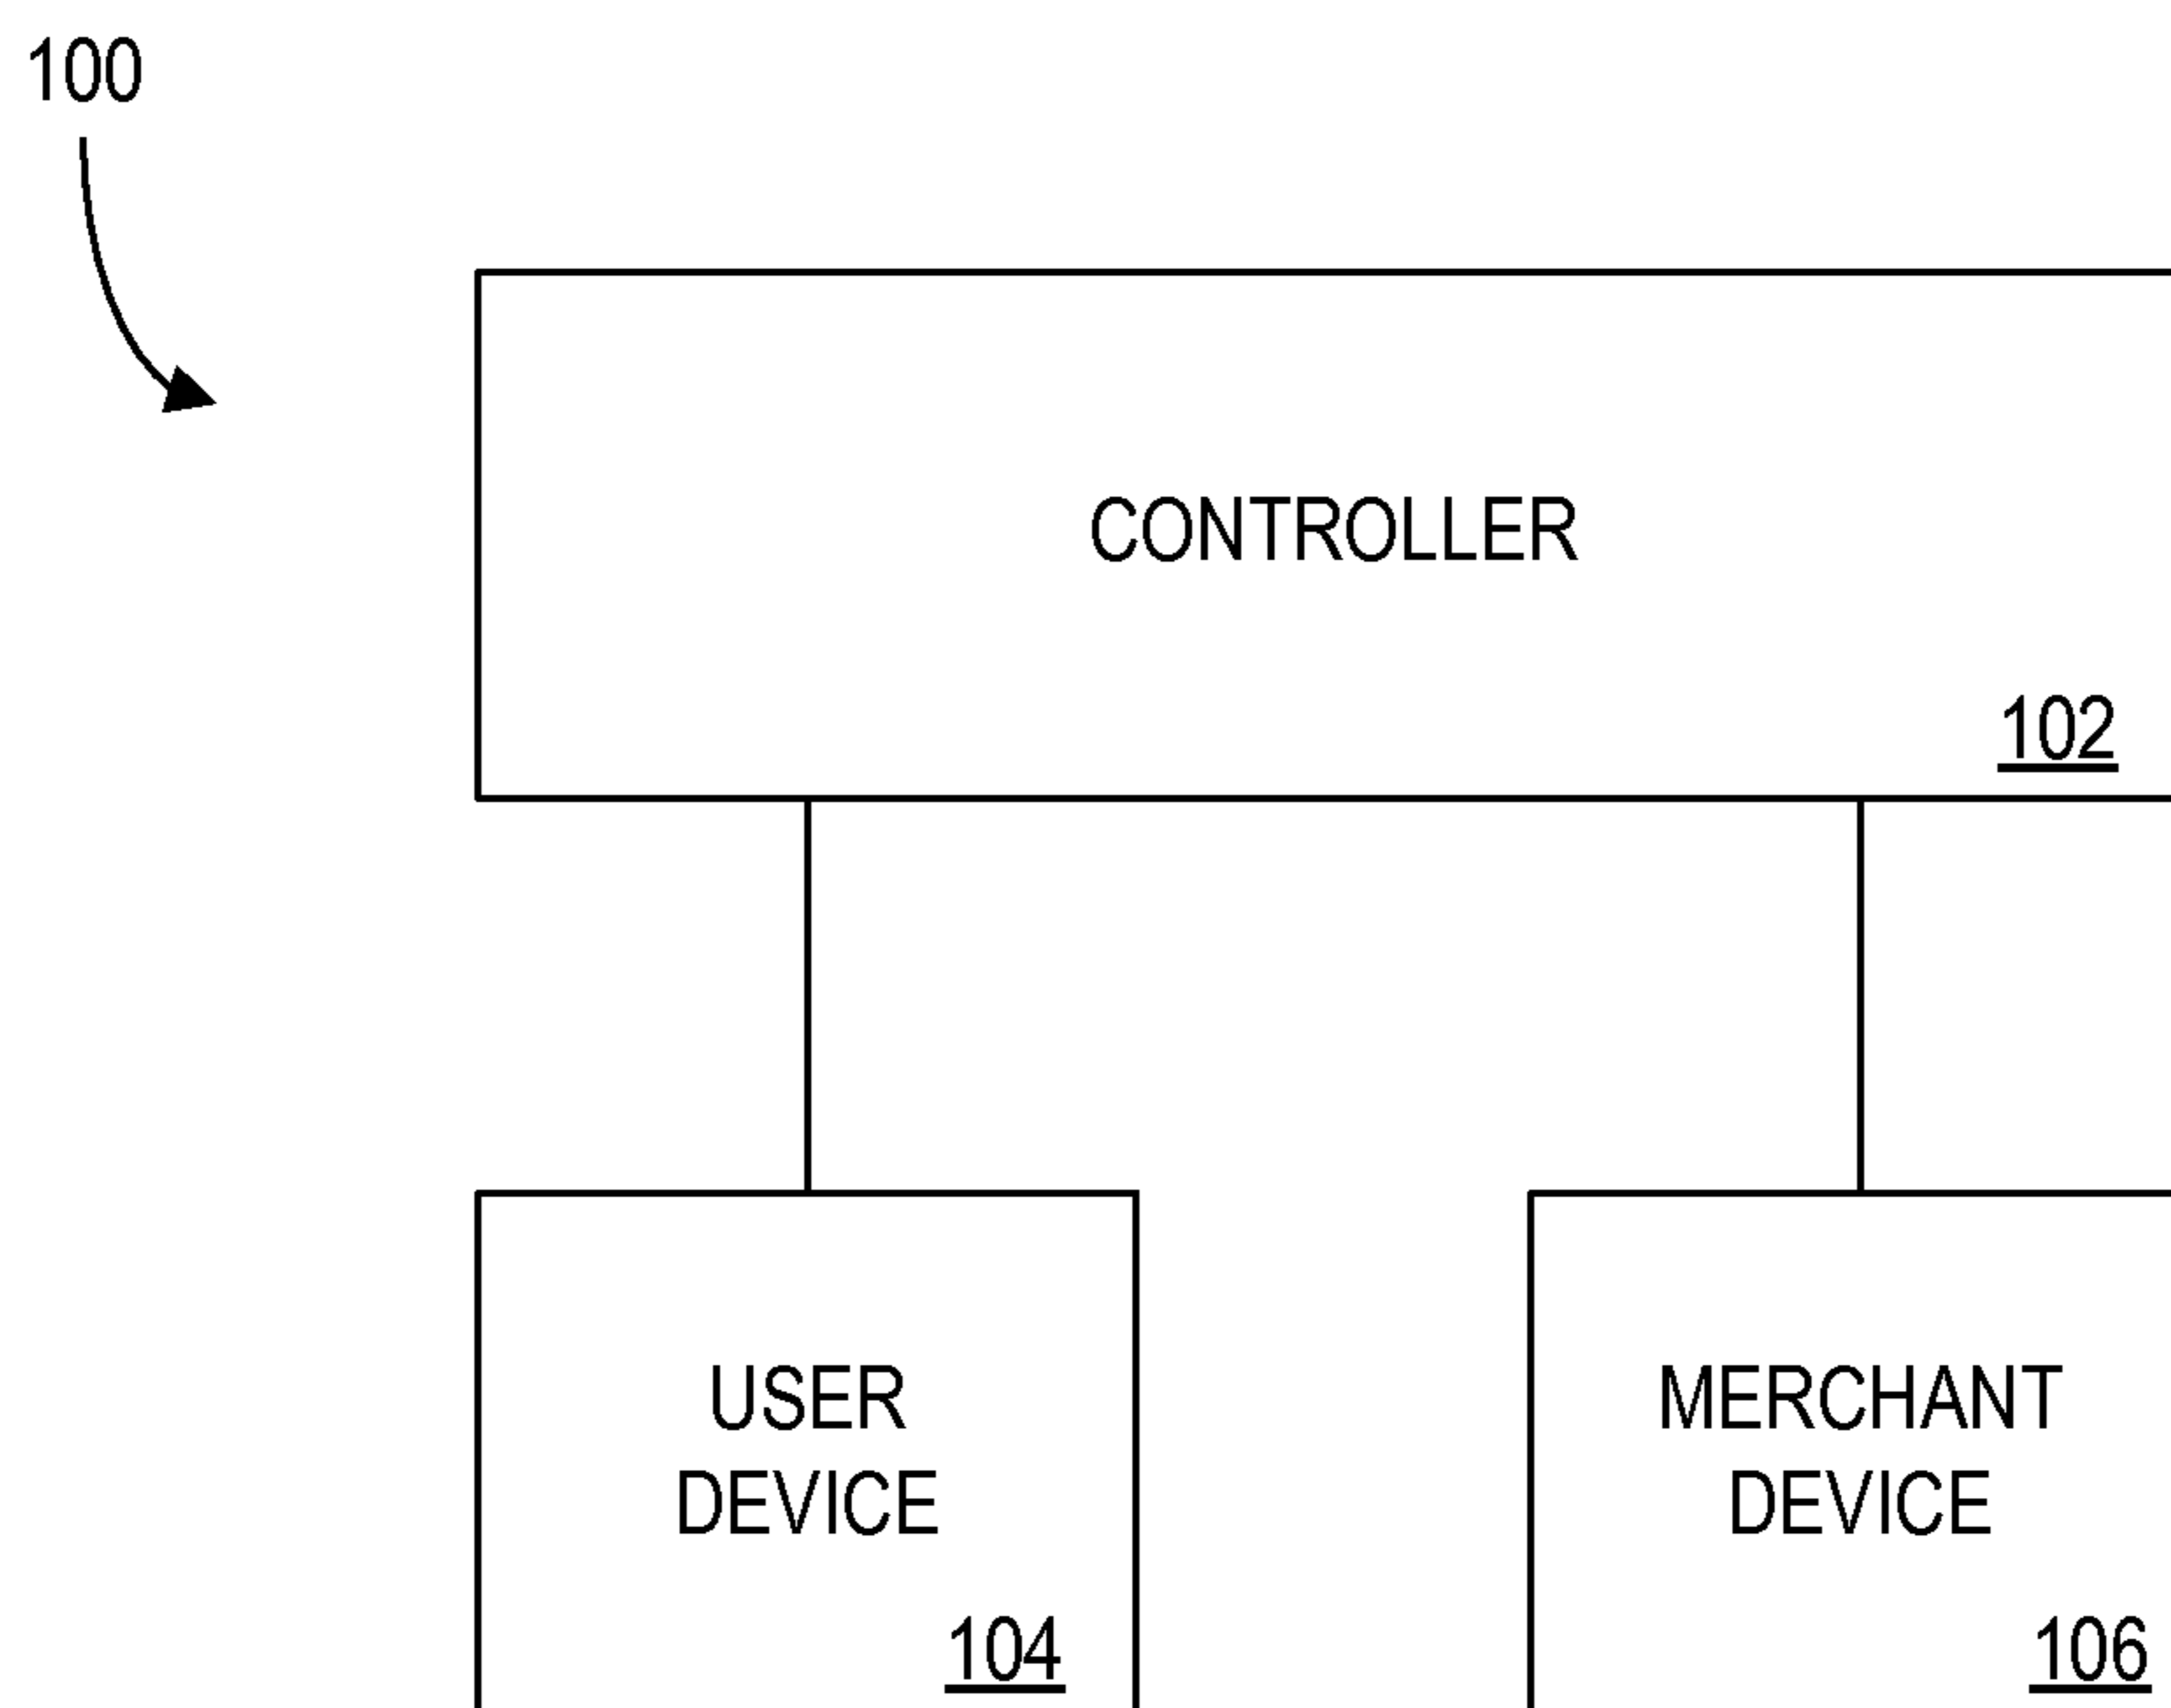 100
CONTROLLER
102
USER
DEVICE
104
MERCHANT
DEVICE
106